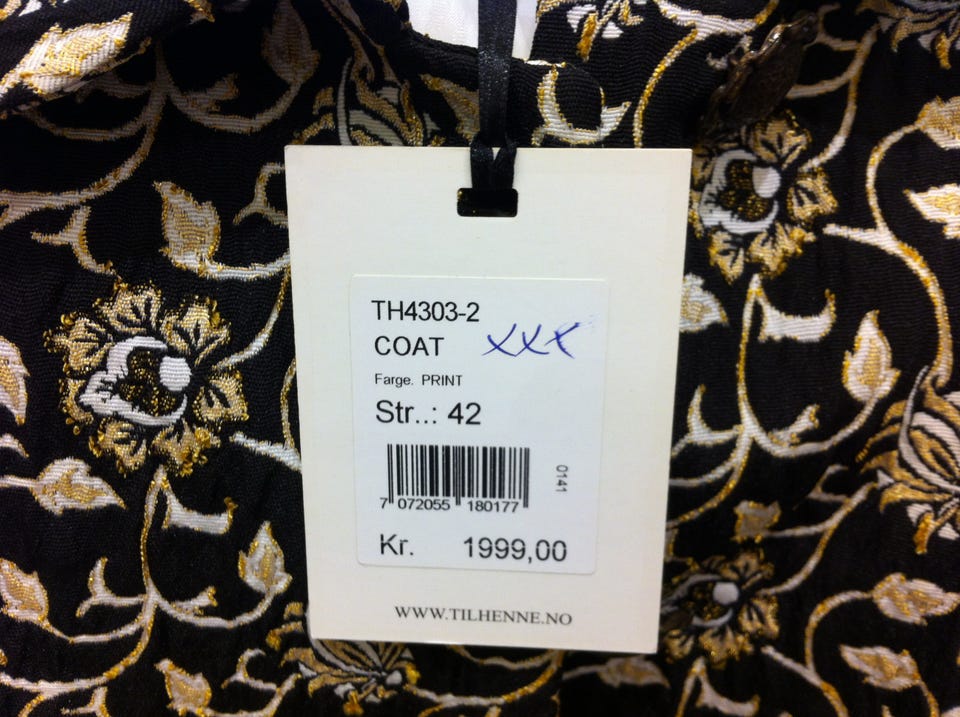 TH4303-2
COAT xxx
Farge. PRINT
Str..: 42
0141
7 072055 180177
Kr. 1999,00
WWW.TILHENNE.NO